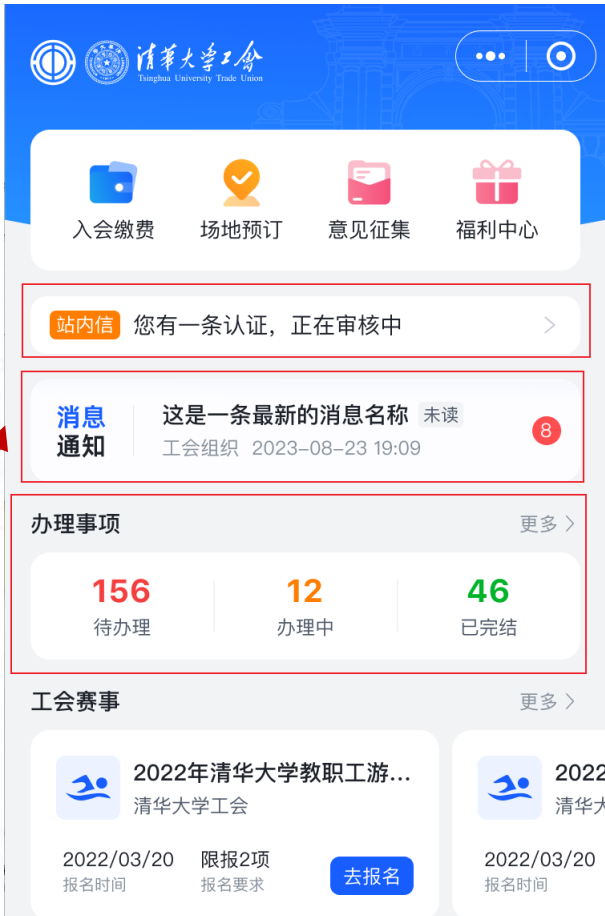 清華大学工会
Tsinghua University Trade Union
入会缴费 场地预订 意见征集 福利中心
站内信 您有一条认证，正在审核中
消息 这是一条最新的消息名称 未读
通知 工会组织 2023-08-23 19:09
8
办理事项 更多
156 12 46
待办理 办理中 已完结
工会赛事 更多
2022年清华大学教职工游... 2022
清华大学工会 清华大
2022/03/20 限报2项 去报名 2022/03/20
报名时间 报名要求 报名时间